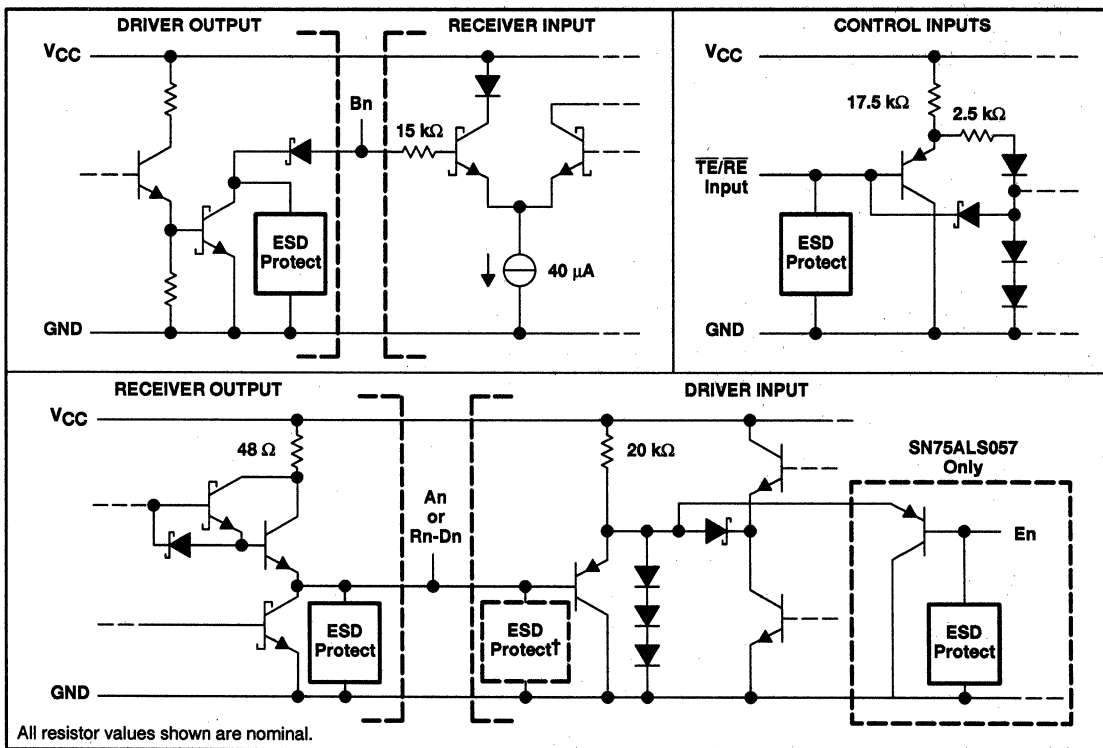 DRIVER OUTPUT
RECEIVER INPUT
VCC
Bn
15 kΩ
ESD
Protect
40 µA
GND
CONTROL INPUTS
VCC
17.5 kΩ
2.5 kΩ
TE/RE
Input
ESD
Protect
GND
RECEIVER OUTPUT
DRIVER INPUT
VCC
48 Ω
20 kΩ
SN75ALS057
Only
An
or
Rn-Dn
En
ESD
Protect
ESD
Protect†
ESD
Protect
GND
All resistor values shown are nominal.